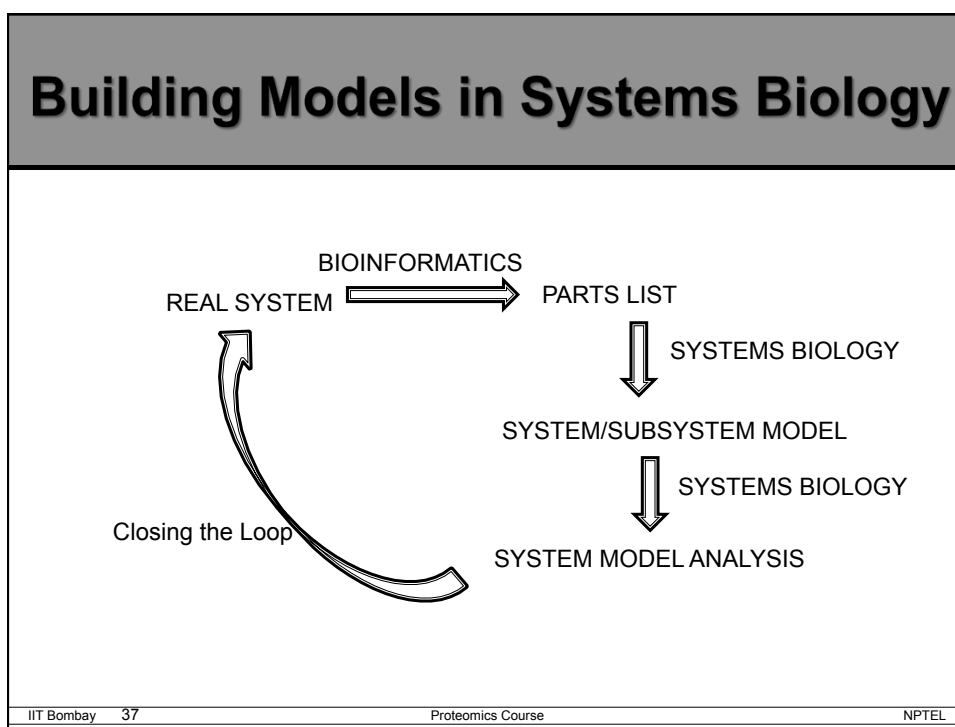 Building Models in Systems Biology
BIOINFORMATICS
REAL SYSTEM
PARTS LIST
SYSTEMS BIOLOGY
SYSTEM/SUBSYSTEM MODEL
SYSTEMS BIOLOGY
Closing the Loop
SYSTEM MODEL ANALYSIS
IIT Bombay 37 Proteomics Course NPTEL